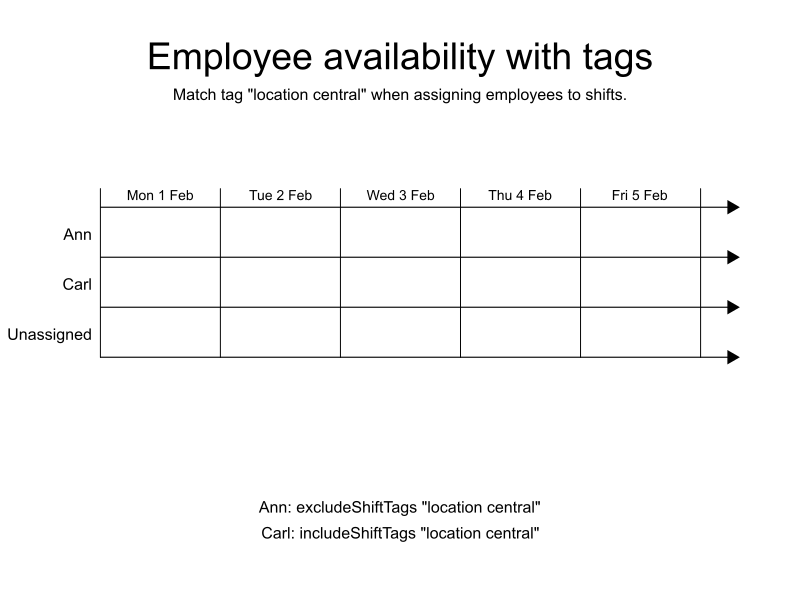 Employee availability with tags
Match tag "location central" when assigning employees to shifts.
Mon 1 Feb Tue 2 Feb Wed 3 Feb Thu 4 Feb Fri 5 Feb
Ann
Carl
Unassigned
Ann: excludeShiftTags "location central"
Carl: includeShiftTags "location central"